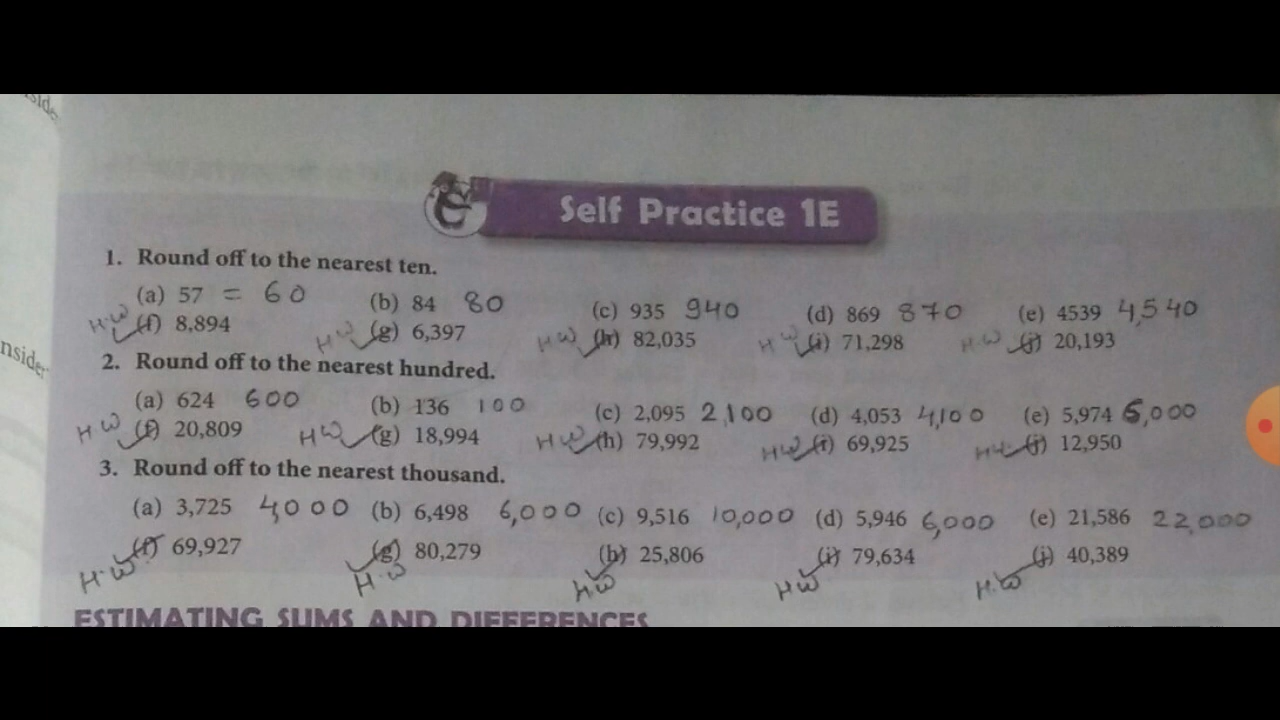 side
Self Practice 1E
1. Round off to the nearest ten.
(a) 57 = 60 (b) 84 80 (c) 935 940 (d) 869 870 (e) 4539 4,540
H·W (f) 8,894 HW (g) 6,397 HW (h) 82,035 HW (i) 71,298 HW (j) 20,193
nsider
2. Round off to the nearest hundred.
(a) 624 600 (b) 136 100 (c) 2,095 2,100 (d) 4,053 4,100 (e) 5,974 6,000
HW (f) 20,809 HW (g) 18,994 HW (h) 79,992 HW (i) 69,925 HW (j) 12,950
3. Round off to the nearest thousand.
(a) 3,725 4,000 (b) 6,498 6,000 (c) 9,516 10,000 (d) 5,946 6,000 (e) 21,586 22,000
(f) 69,927 (g) 80,279 (h) 25,806 (i) 79,634 (j) 40,389
H·W H·W H·W HW H·W
ESTIMATING SUMS AND DIFFERENCES